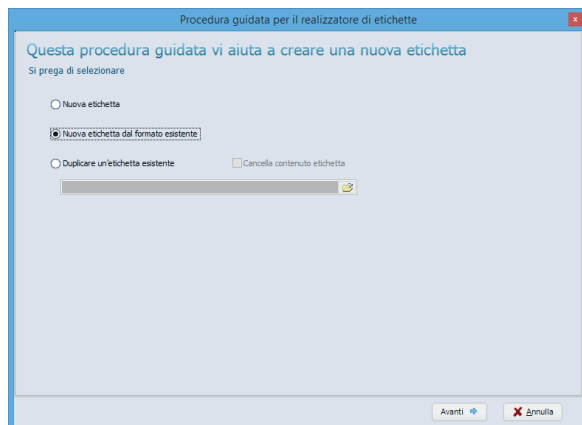 Procedura guidata per il realizzatore di etichette
x
Questa procedura guidata vi aiuta a creare una nuova etichetta
Si prega di selezionare
Nuova etichetta
Nuova etichetta dal formato esistente
Duplicare un'etichetta esistente Cancella contenuto etichetta
Avanti Annulla